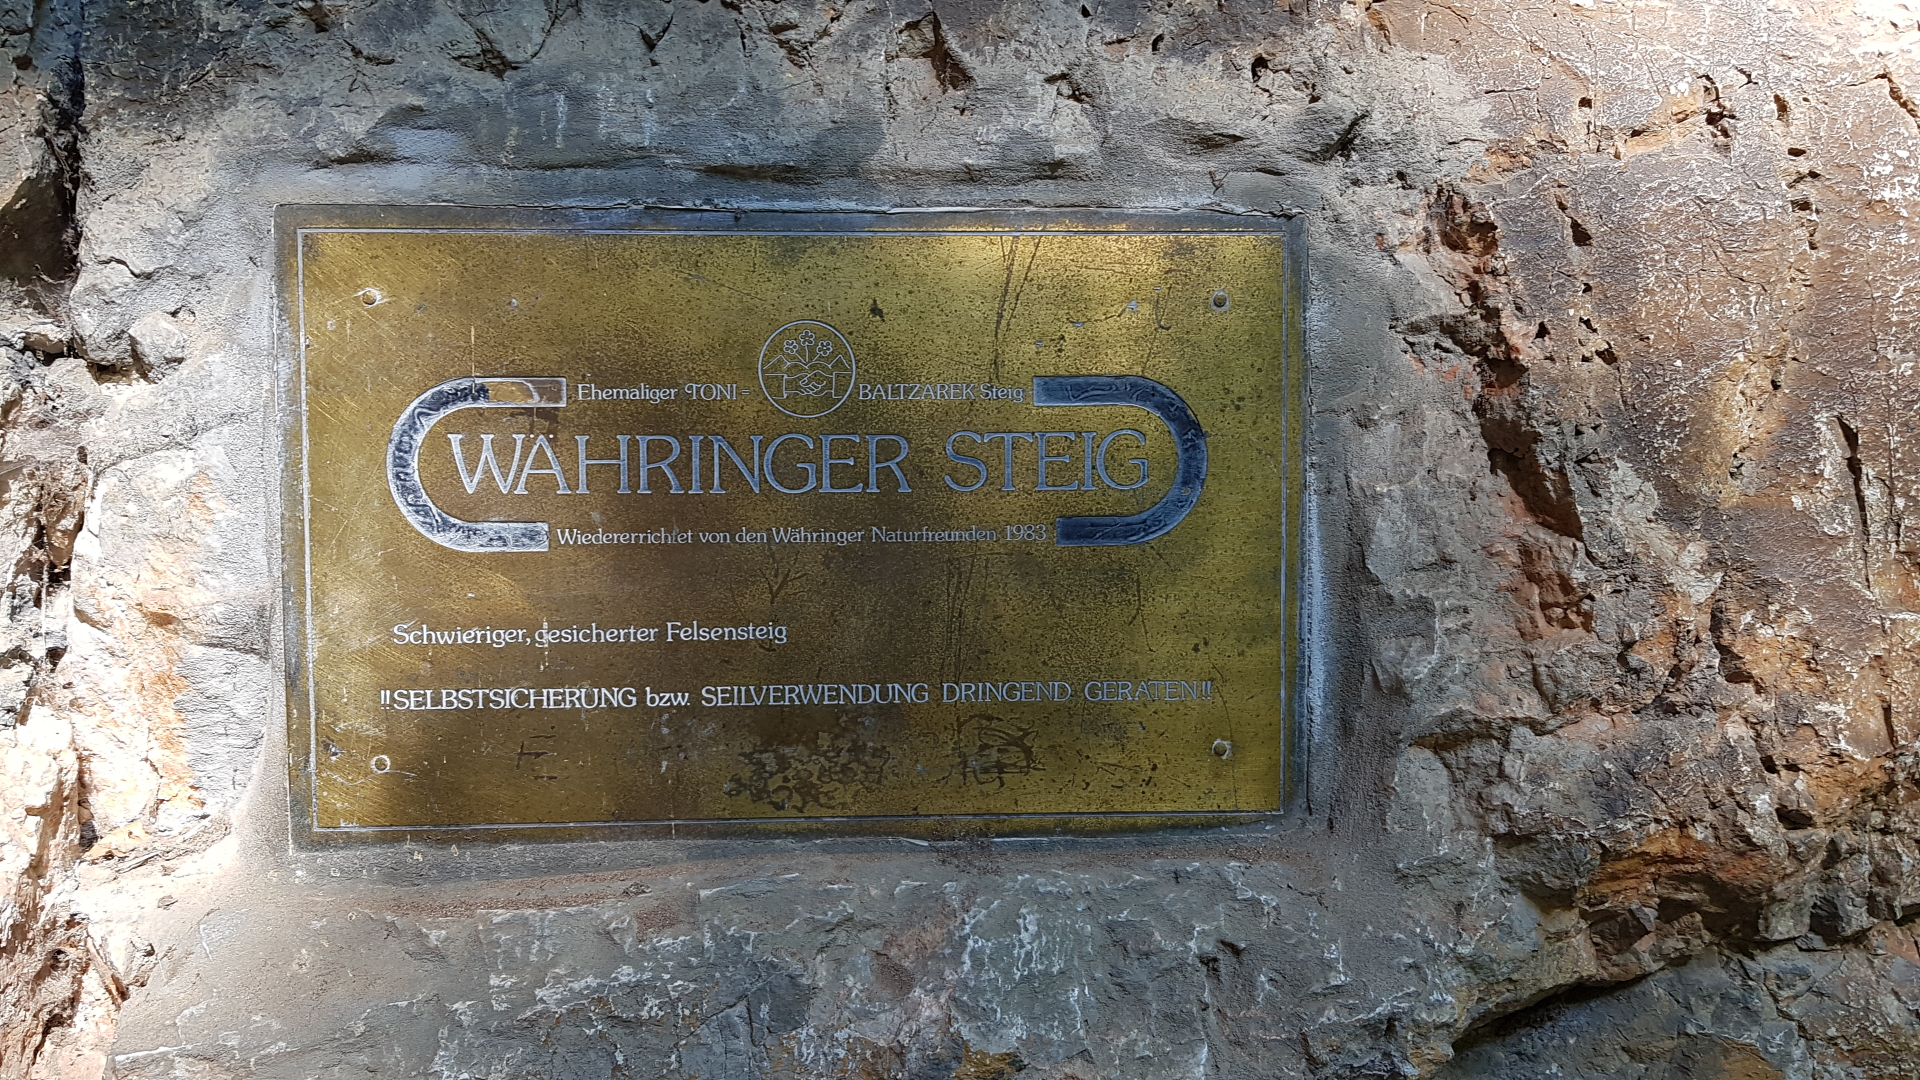 Ehemaliger TONI- BALTZAREK Steig
WÄHRINGER STEIG
Wiedererrichtet von den Währinger Naturfreunden 1983
Schwieriger, gesicherter Felsensteig
!!SELBSTSICHERUNG bzw. SEILVERWENDUNG DRINGEND GERATEN!!